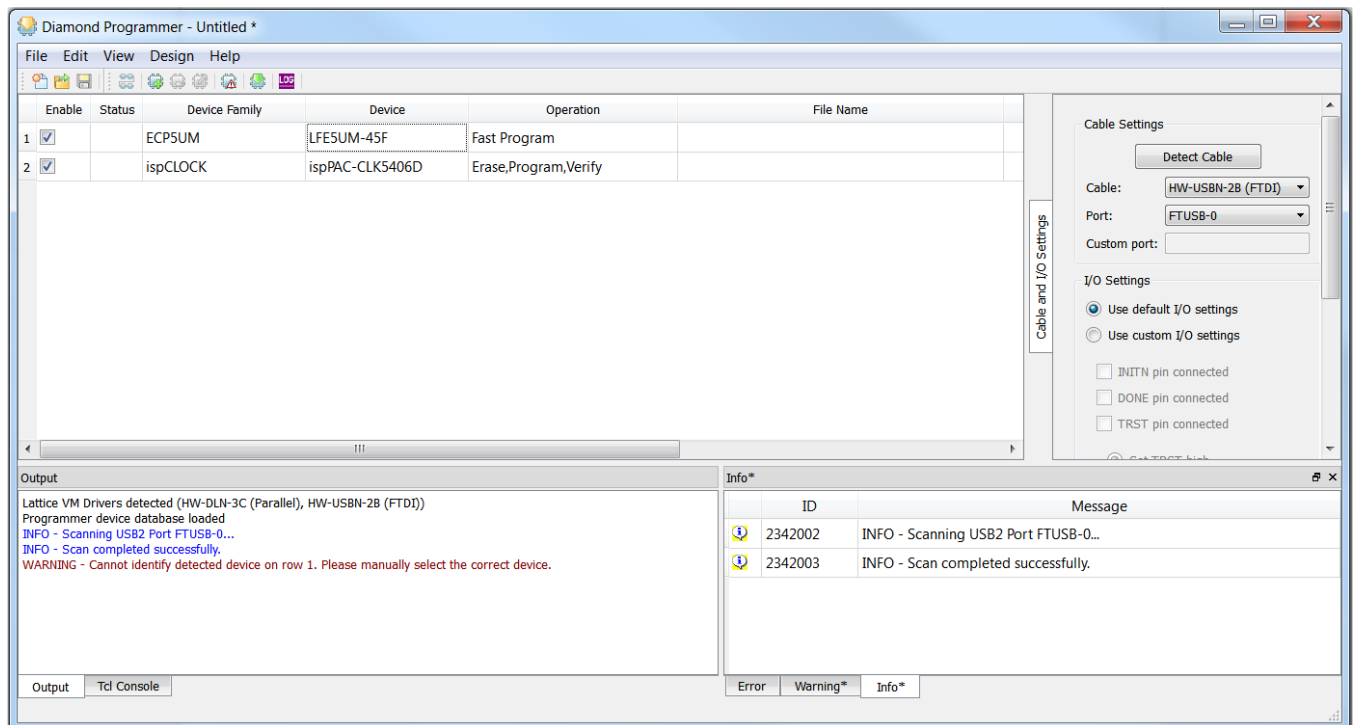 Diamond Programmer - Untitled *
File Edit View Design Help
LOG
Enable Status Device Family Device Operation File Name
1 ECP5UM LFE5UM-45F Fast Program
2 ispCLOCK ispPAC-CLK5406D Erase,Program,Verify
Cable and I/O Settings
Cable Settings
Detect Cable
Cable: HW-USBN-2B (FTDI)
Port: FTUSB-0
Custom port:
I/O Settings
Use default I/O settings
Use custom I/O settings
INITN pin connected
DONE pin connected
TRST pin connected
Set TRST high
Output
Lattice VM Drivers detected (HW-DLN-3C (Parallel), HW-USBN-2B (FTDI))
Programmer device database loaded
INFO - Scanning USB2 Port FTUSB-0...
INFO - Scan completed successfully.
WARNING - Cannot identify detected device on row 1. Please manually select the correct device.
Output Tcl Console
Info*
ID Message
2342002 INFO - Scanning USB2 Port FTUSB-0...
2342003 INFO - Scan completed successfully.
Error Warning* Info*